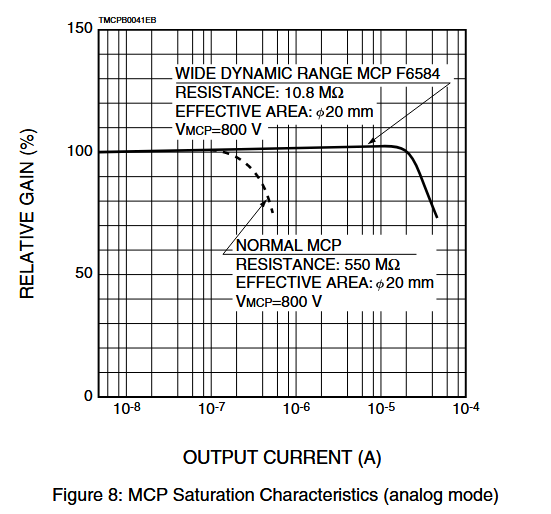 TMCPB0041EB
150
WIDE DYNAMIC RANGE MCP F6584
RESISTANCE: 10.8 MΩ
EFFECTIVE AREA: φ20 mm
VMCP=800 V
100
RELATIVE GAIN (%)
NORMAL MCP
RESISTANCE: 550 MΩ
EFFECTIVE AREA: φ20 mm
VMCP=800 V
50
0
10-8 10-7 10-6 10-5 10-4
OUTPUT CURRENT (A)
Figure 8: MCP Saturation Characteristics (analog mode)